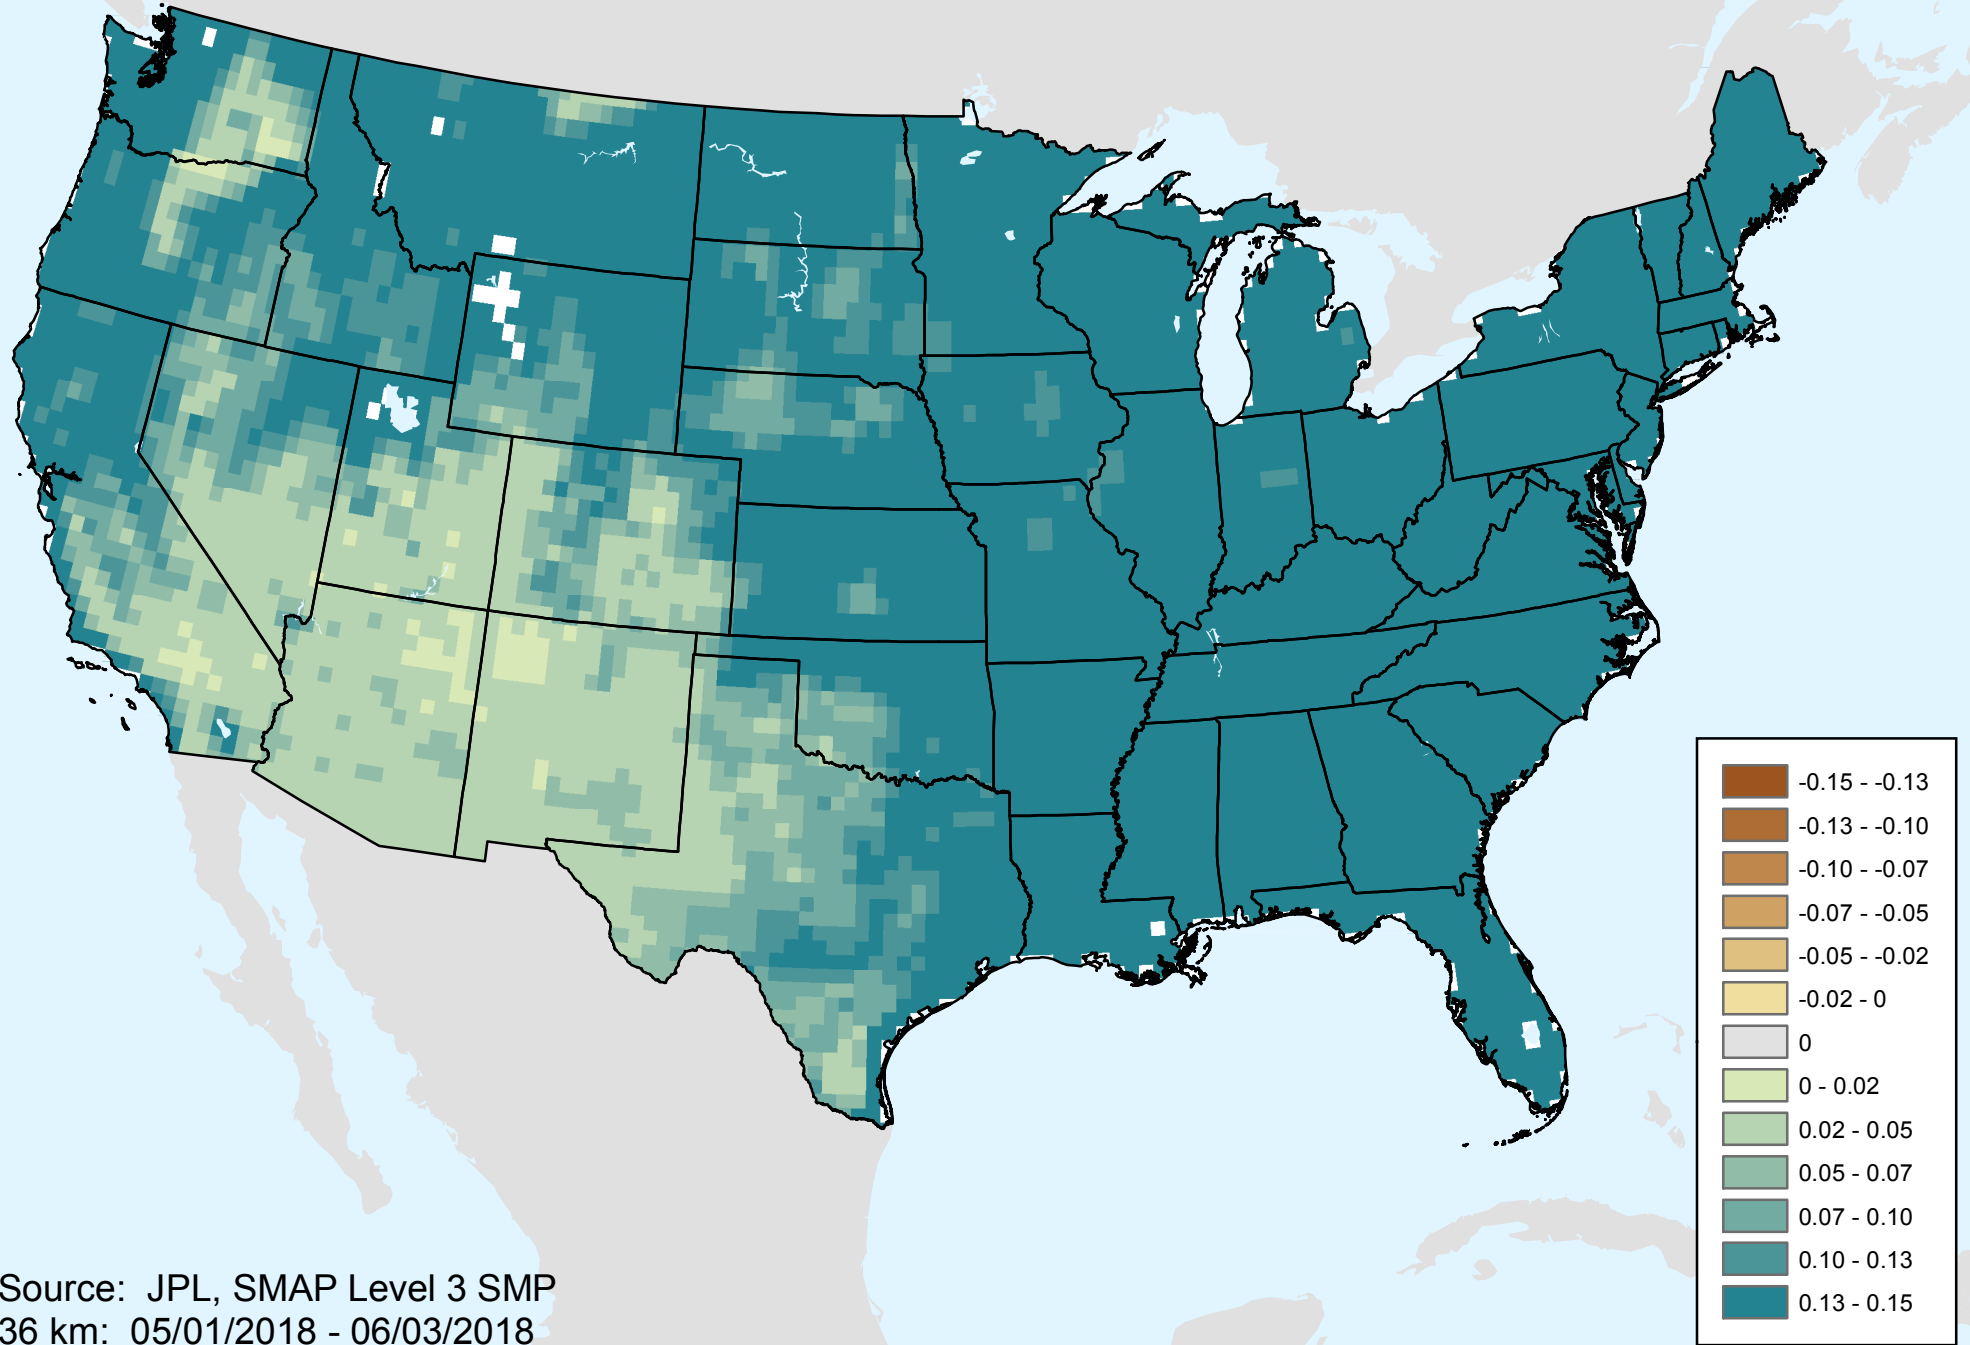 -0.15 - -0.13
-0.13 - -0.10
-0.10 - -0.07
-0.07 - -0.05
-0.05 - -0.02
-0.02 - 0
0
0 - 0.02
0.02 - 0.05
0.05 - 0.07
0.07 - 0.10
0.10 - 0.13
0.13 - 0.15
Source: JPL, SMAP Level 3 SMP
36 km: 05/01/2018 - 06/03/2018